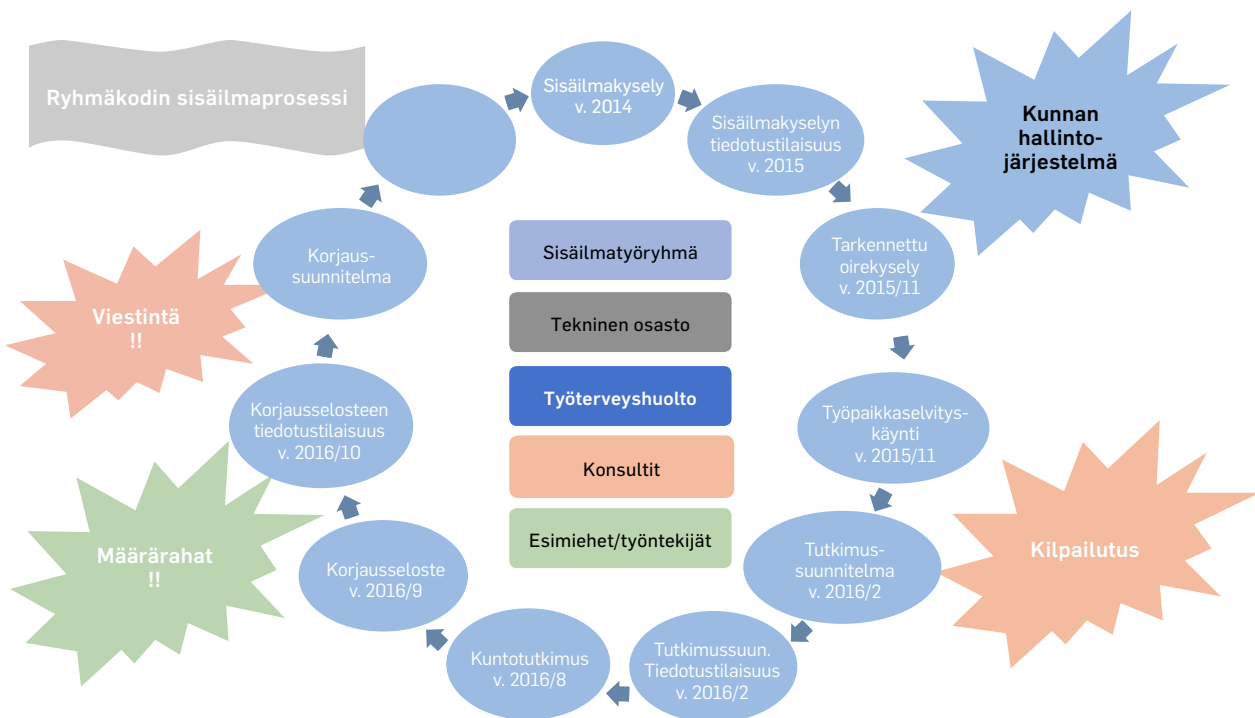 Ryhmäkodin sisäilmaprosessi
Sisäilmakysely
v. 2014
Sisäilmakyselyn
tiedotustilaisuus
v. 2015
Kunnan
hallinto-
järjestelmä
Tarkennettu
oirekysely
v. 2015/11
Työpaikkaselvitys-
käynti
v. 2015/11
Tutkimus-
suunnitelma
v. 2016/2
Kilpailutus
Tutkimussuun.
Tiedotustilaisuus
v. 2016/2
Kuntotutkimus
v. 2016/8
Korjausseloste
v. 2016/9
Määrärahat
!!
Korjausselosteen
tiedotustilaisuus
v. 2016/10
Viestintä
!!
Korjaus-
suunnitelma
Sisäilmatyöryhmä
Tekninen osasto
Työterveyshuolto
Konsultit
Esimiehet/työntekijät